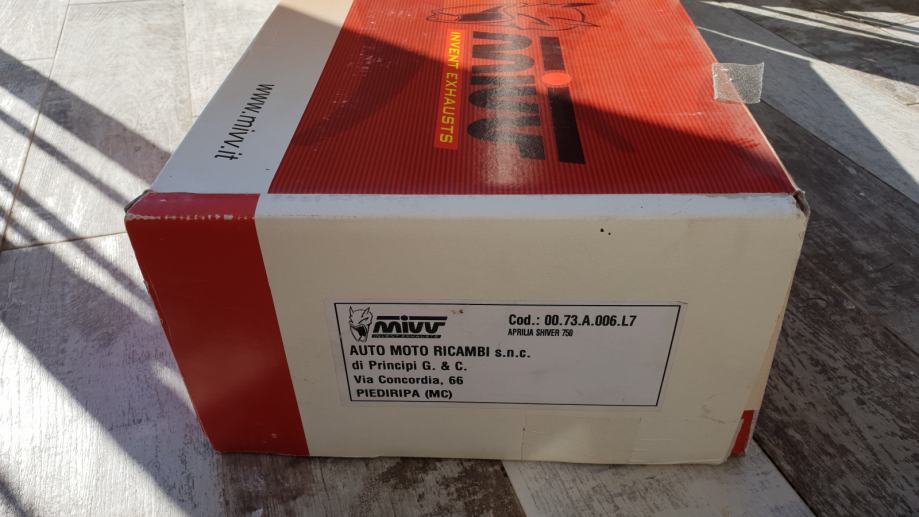 www.mivv.it
mivv
INVENT EXHAUSTS
mivv
Cod.: 00.73.A.006.L7
APRILIA SHIVER 750
AUTO MOTO RICAMBI s.n.c.
di Principi G. & C.
Via Concordia, 66
PIEDIRIPA (MC)